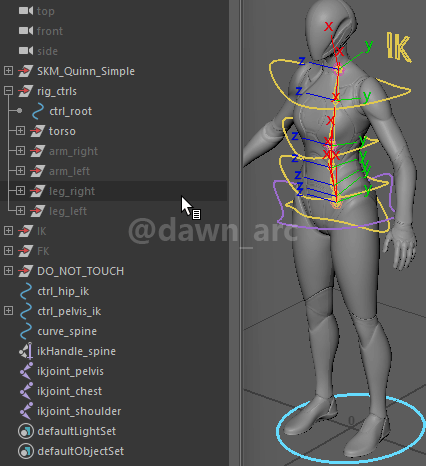 top
front
side
SKM_Quinn_Simple
rig_ctrls
ctrl_root
torso
arm_right
arm_left
leg_right
leg_left
IK
FK
DO_NOT_TOUCH
ctrl_hip_ik
ctrl_pelvis_ik
curve_spine
ikHandle_spine
ikjoint_pelvis
ikjoint_chest
ikjoint_shoulder
defaultLightSet
defaultObjectSet
@dawn_arc
IK
x
y
z
x
y
z
x
y
z
x
y
z
z
z
y
y
0